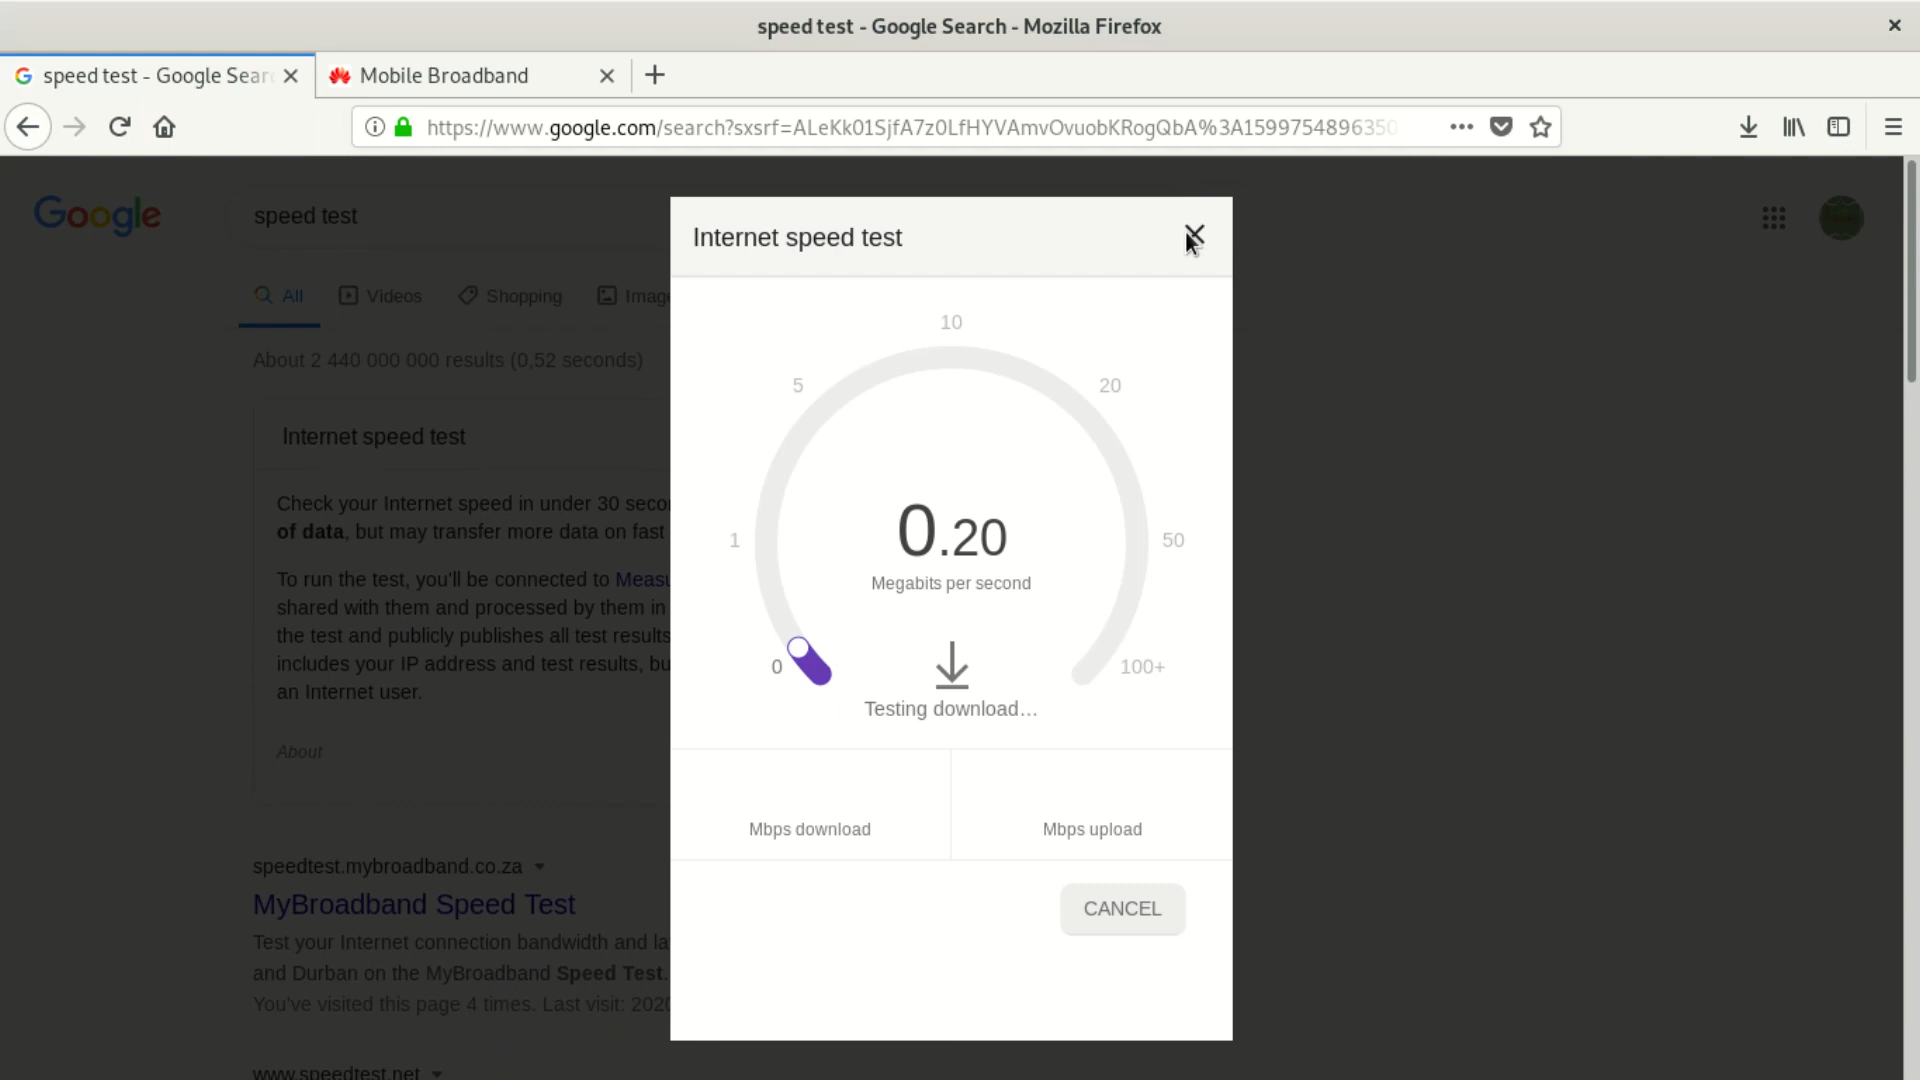 speed test - Google Search - Mozilla Firefox
speed test - Google Sear
Mobile Broadband
https://www.google.com/search?sxsrf=ALeKk01SjfA7z0LfHYVAmvOvuobKRogQbA%3A1599754896350
Google
speed test
All
Videos
Shopping
Image
About 2 440 000 000 results (0,52 seconds)
Internet speed test
Check your Internet speed in under 30 secon
of data, but may transfer more data on fast
To run the test, you'll be connected to Measu
shared with them and processed by them in
the test and publicly publishes all test results
includes your IP address and test results, bu
an Internet user.
About
speedtest.mybroadband.co.za
MyBroadband Speed Test
Test your Internet connection bandwidth and la
and Durban on the MyBroadband Speed Test.
You've visited this page 4 times. Last visit: 2020
www.speedtest.net
Internet speed test
10
5
20
1
50
0.20
Megabits per second
0
100+
Testing download…
Mbps download
Mbps upload
CANCEL